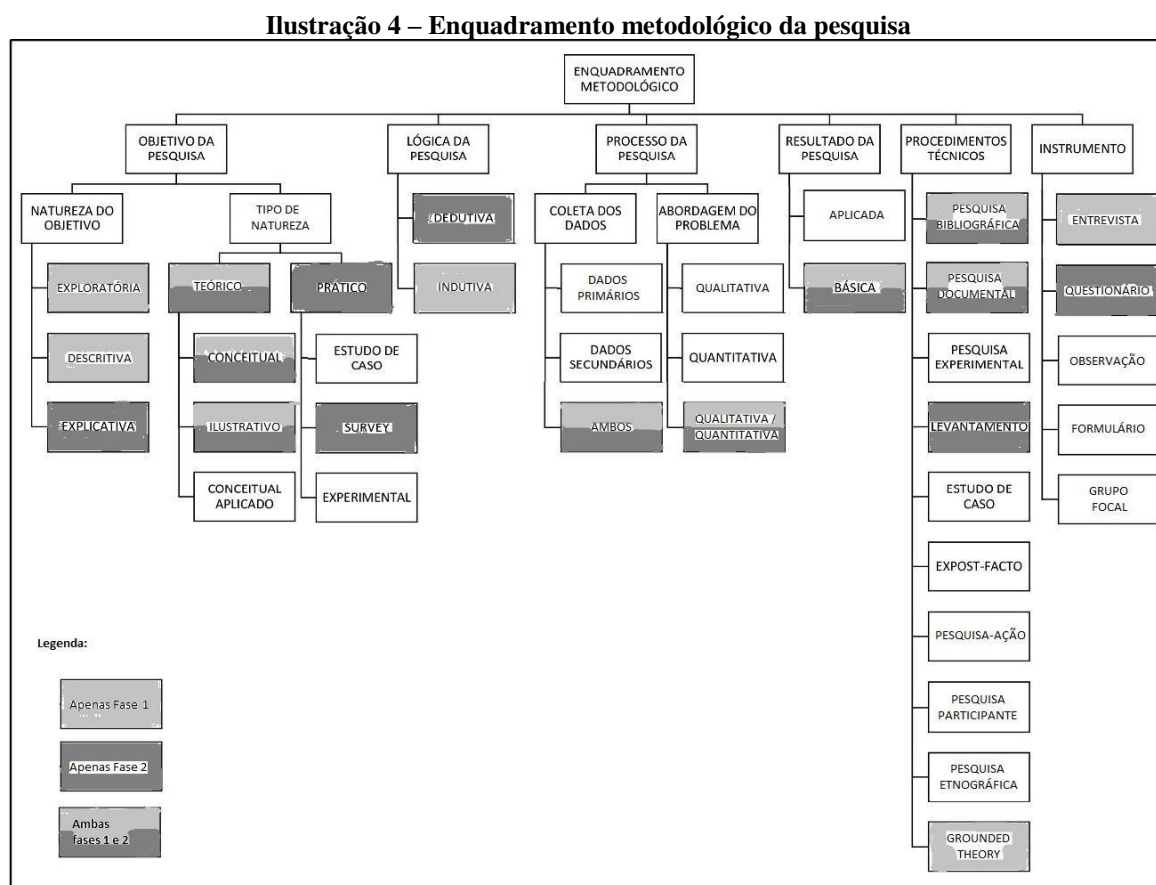 Ilustração 4 – Enquadramento metodológico da pesquisa
ENQUADRAMENTO
METODOLÓGICO
OBJETIVO DA
PESQUISA
LÓGICA DA
PESQUISA
PROCESSO DA
PESQUISA
RESULTADO DA
PESQUISA
PROCEDIMENTOS
TÉCNICOS
INSTRUMENTO
NATUREZA DO
OBJETIVO
TIPO DE
NATUREZA
DEDUTIVA
COLETA DOS
DADOS
ABORDAGEM DO
PROBLEMA
APLICADA
PESQUISA
BIBLIOGRÁFICA
ENTREVISTA
EXPLORATÓRIA
TEÓRICO
PRÁTICO
INDUTIVA
DADOS
PRIMÁRIOS
QUALITATIVA
BÁSICA
PESQUISA
DOCUMENTAL
QUESTIONÁRIO
DESCRITIVA
CONCEITUAL
ESTUDO DE
CASO
DADOS
SECUNDÁRIOS
QUANTITATIVA
PESQUISA
EXPERIMENTAL
OBSERVAÇÃO
EXPLICATIVA
ILUSTRATIVO
SURVEY
AMBOS
QUALITATIVA /
QUANTITATIVA
LEVANTAMENTO
FORMULÁRIO
CONCEITUAL
APLICADO
EXPERIMENTAL
ESTUDO DE
CASO
GRUPO
FOCAL
EXPOST-FACTO
PESQUISA-AÇÃO
PESQUISA
PARTICIPANTE
PESQUISA
ETNOGRÁFICA
GROUNDED
THEORY
Legenda:
Apenas Fase 1
Apenas Fase 2
Ambas
fases 1 e 2